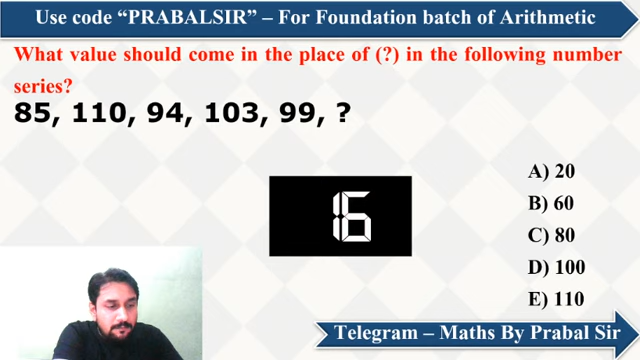 Use code “PRABALSIR” – For Foundation batch of Arithmetic
What value should come in the place of (?) in the following number
series?
85, 110, 94, 103, 99, ?
16
A) 20
B) 60
C) 80
D) 100
E) 110
Telegram – Maths By Prabal Sir